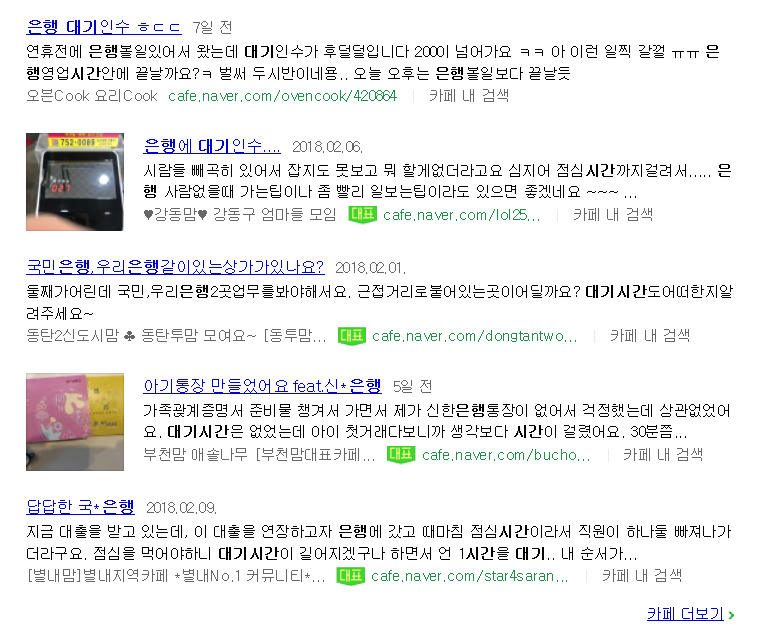 은행 대기인수 ㅎㄷㄷ 7일 전
연휴전에 은행볼일있어서 왔는데 대기인수가 후덜덜입니다 200이 넘어가요 ㅋㅋ 아 이런 일찍 갈껄 ㅠㅠ 은
행영업시간안에 끝날까요?ㅋ 벌써 두시반이네용.. 오늘 오후는 은행볼일보다 끝날듯
오븐Cook 요리Cook cafe.naver.com/ovencook/420864 카페 내 검색
752-0089
027
은행에 대기인수.... 2018.02.06.
시람들 빼곡히 있어서 잡지도 못보고 뭐 할게없더라고요 심지어 점심시간까지걸려서..... 은
행 사람없을때 가는팁이나 좀 빨리 일보는팁이라도 있으면 좋겠네요 ~~~ ...
♥강동맘♥ 강동구 엄마들 모임 대표 cafe.naver.com/lol25... 카페 내 검색
국민은행,우리은행같이있는상가가있나요? 2018.02.01.
둘째가어린데 국민,우리은행2곳업무를봐야해서요. 근접거리로붙어있는곳이어딜까요? 대기시간도어떠한지알
려주세요~
동탄2신도시맘 ♣ 동탄투맘 모여요~ [동투맘... 대표 cafe.naver.com/dongtantwo... 카페 내 검색
아기통장 만들었어요 feat.신*은행 5일 전
가족괂계증명서 준비물 챙겨서 가면서 제가 신한은행통장이 없어서 걱정했는데 상관없었어
요. 대기시간은 없었는데 아이 첫거래다보니까 생각보다 시간이 걸렸어요. 30분쯤...
부천맘 애솔나무 [부천맘대표카페... 대표 cafe.naver.com/bucho... 카페 내 검색
답답한 국*은행 2018.02.09.
지금 대출을 받고 있는데, 이 대출을 연장하고자 은행에 갔고 때마침 점심시간이라서 직원이 하나둘 빠져나가
더라구요. 점심을 먹어야하니 대기시간이 길어지겠구나 하면서 언 1시간을 대기.. 내 순서가...
[별내맘]별내지역카페 *별내No.1 커뮤니티*... 대표 cafe.naver.com/star4saran... 카페 내 검색
카페 더보기 >